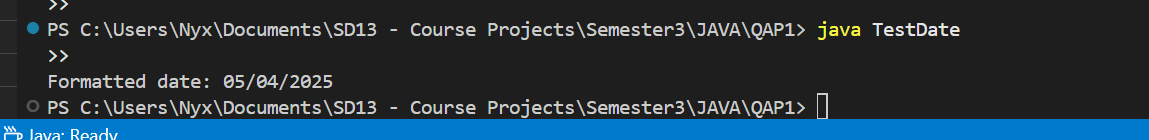 >>
PS C:\Users\Nyx\Documents\SD13 - Course Projects\Semester3\JAVA\QAP1> java TestDate
>>
Formatted date: 05/04/2025
PS C:\Users\Nyx\Documents\SD13 - Course Projects\Semester3\JAVA\QAP1>
Java: Ready